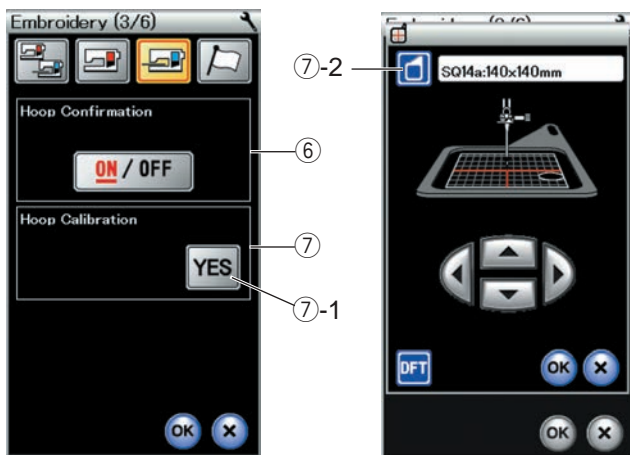 Embroidery (3/6)
Hoop Confirmation
ON / OFF
⑥
Hoop Calibration
⑦
YES
⑦-1
OK
⑦-2
SQ14a:140x140mm
DFT
OK
OK